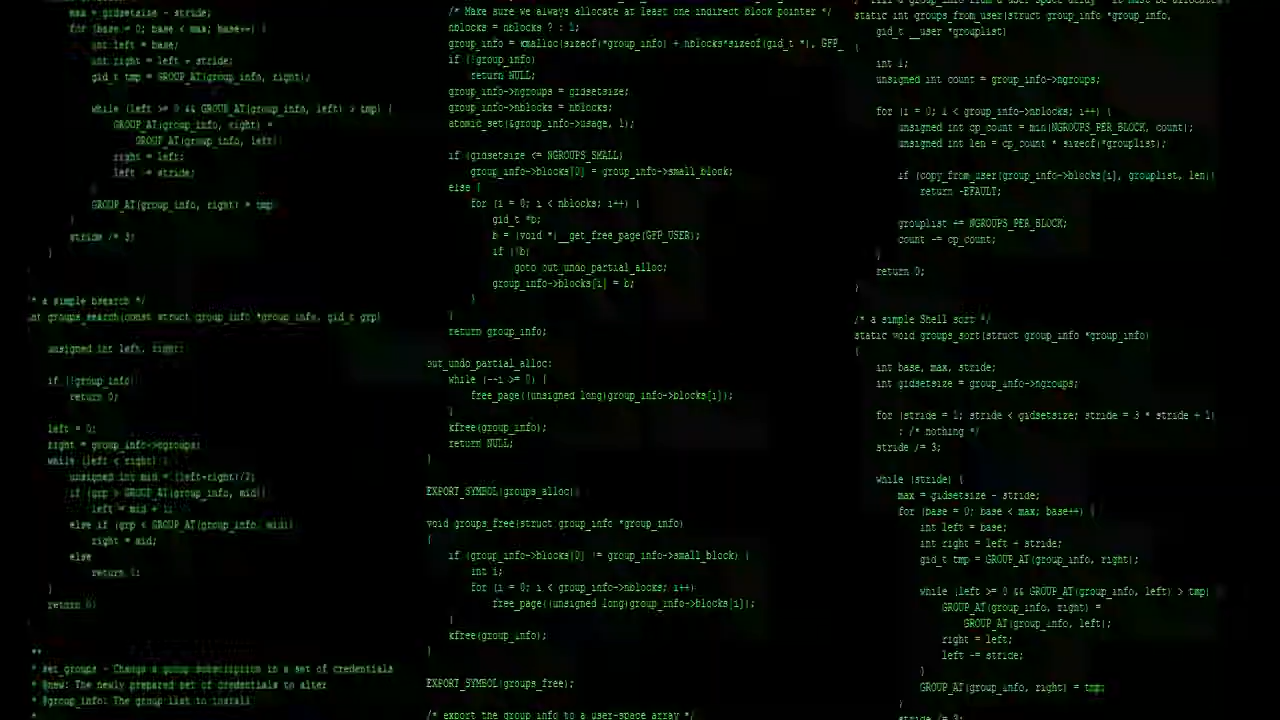 max = gidsetsize - stride;
for (base = 0; base < max; base++) {
int left = base;
int right = left + stride;
gid_t tmp = GROUP_AT(group_info, right);
while (left >= 0 && GROUP_AT(group_info, left) > tmp) {
GROUP_AT(group_info, right) =
GROUP_AT(group_info, left);
right = left;
left -= stride;
}
GROUP_AT(group_info, right) = tmp
}
stride /= 3;
}
/* a simple bsearch */
int groups_search(const struct group_info *group_info, gid_t grp)
unsigned int left, right;
if (!group_info)
return 0;
left = 0;
right = group_info->ngroups;
while (left < right) {
unsigned int mid = (left+right)/2;
if (grp > GROUP_AT(group_info, mid))
left = mid + 1;
else if (grp < GROUP_AT(group_info, mid))
right = mid;
else
return 1;
}
return 0;
**
* set_groups - Change a group subscription in a set of credentials
* @new: The newly prepared set of credentials to alter
* @group_info: The group list to install
*
/* Make sure we always allocate at least one indirect block pointer */
nblocks = nblocks ? : 1;
group_info = kmalloc(sizeof(*group_info) + nblocks*sizeof(gid_t *), GFP_
if (!group_info)
return NULL;
group_info->ngroups = gidsetsize;
group_info->nblocks = nblocks;
atomic_set(&group_info->usage, 1);
if (gidsetsize <= NGROUPS_SMALL)
group_info->blocks[0] = group_info->small_block;
else {
for (i = 0; i < nblocks; i++) {
gid_t *b;
b = (void *)__get_free_page(GFP_USER);
if (!b)
goto out_undo_partial_alloc;
group_info->blocks[i] = b;
}
}
return group_info;
out_undo_partial_alloc:
while (--i >= 0) {
free_page((unsigned long)group_info->blocks[i]);
}
kfree(group_info);
return NULL;
}
EXPORT_SYMBOL(groups_alloc)
void groups_free(struct group_info *group_info)
{
if (group_info->blocks[0] != group_info->small_block) {
int i;
for (i = 0; i < group_info->nblocks; i++)
free_page((unsigned long)group_info->blocks[i]);
}
kfree(group_info);
}
EXPORT_SYMBOL(groups_free);
/* export the group_info to a user-space array */
static int groups_from_user(struct group_info *group_info,
gid_t __user *grouplist)
{
int i;
unsigned int count = group_info->ngroups;
for (i = 0; i < group_info->nblocks; i++) {
unsigned int cp_count = min(NGROUPS_PER_BLOCK, count);
unsigned int len = cp_count * sizeof(*grouplist);
if (copy_from_user(group_info->blocks[i], grouplist, len))
return -EFAULT;
grouplist += NGROUPS_PER_BLOCK;
count -= cp_count;
}
return 0;
}
/* a simple Shell sort */
static void groups_sort(struct group_info *group_info)
{
int base, max, stride;
int gidsetsize = group_info->ngroups;
for (stride = 1; stride < gidsetsize; stride = 3 * stride + 1)
; /* nothing */
stride /= 3;
while (stride) {
max = gidsetsize - stride;
for (base = 0; base < max; base++) {
int left = base;
int right = left + stride;
gid_t tmp = GROUP_AT(group_info, right);
while (left >= 0 && GROUP_AT(group_info, left) > tmp)
GROUP_AT(group_info, right) =
GROUP_AT(group_info, left);
right = left;
left -= stride;
}
GROUP_AT(group_info, right) = tmp
}
stride /= 3;